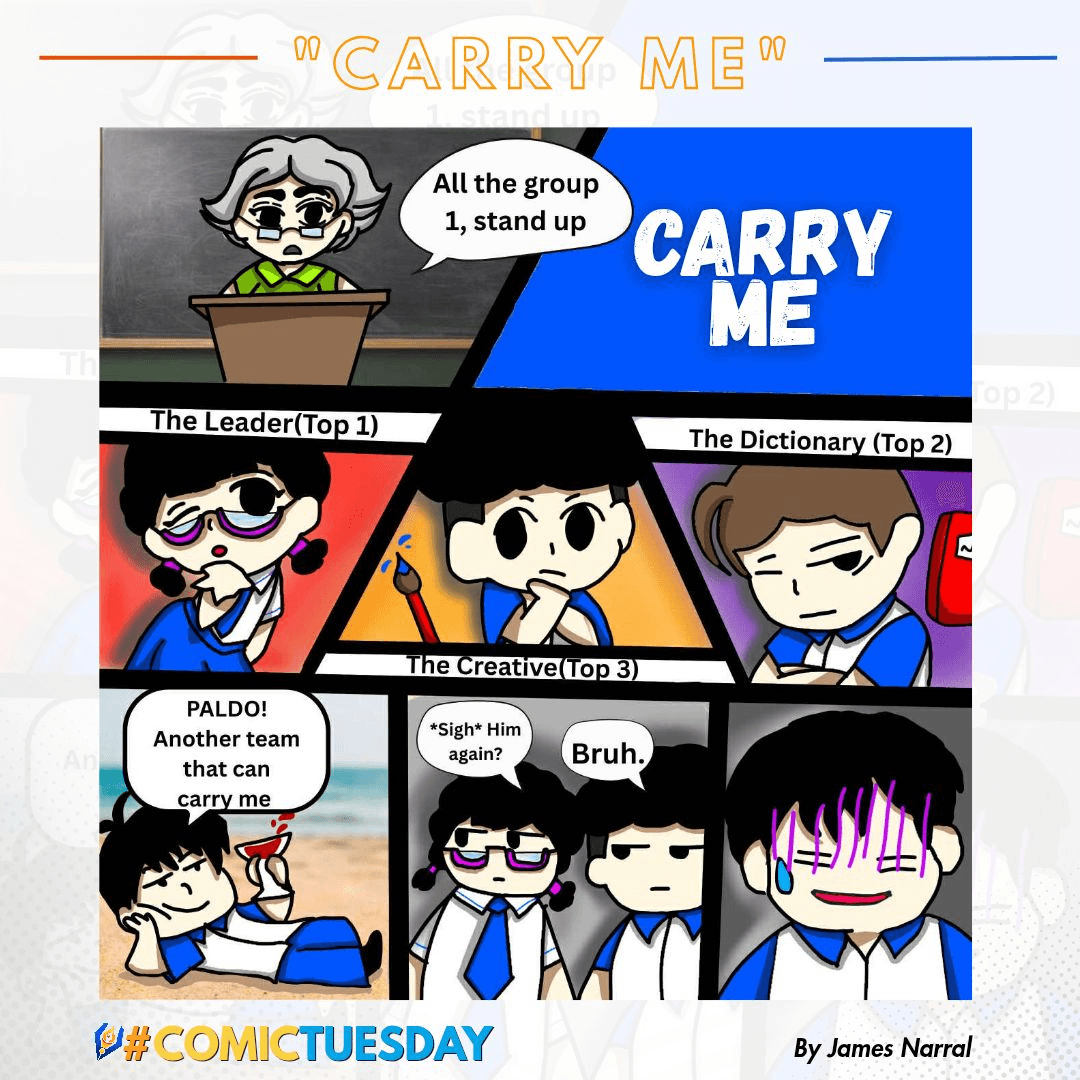 "CARRY ME"
All the group
1, stand up
CARRY
ME
The Leader(Top 1)
The Dictionary (Top 2)
The Creative(Top 3)
PALDO!
Another team
that can
carry me
*Sigh* Him
again?
Bruh.
#COMICTUESDAY
By James Narral